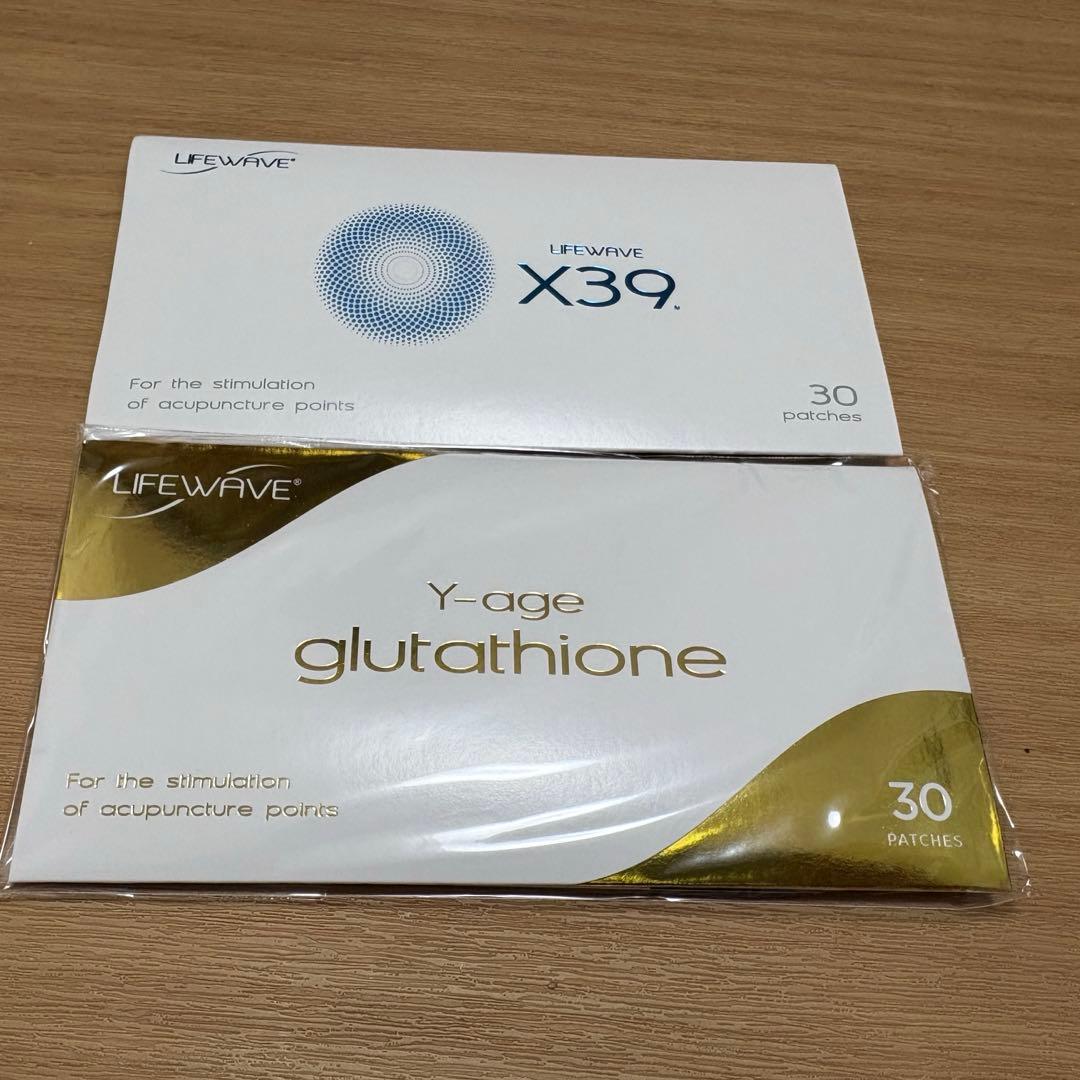 LIFEWAVE®
LIFEWAVE
X39
For the stimulation
of acupuncture points
30
patches
LIFEWAVE®
Y-age
glutathione
For the stimulation
of acupuncture points
30
PATCHES